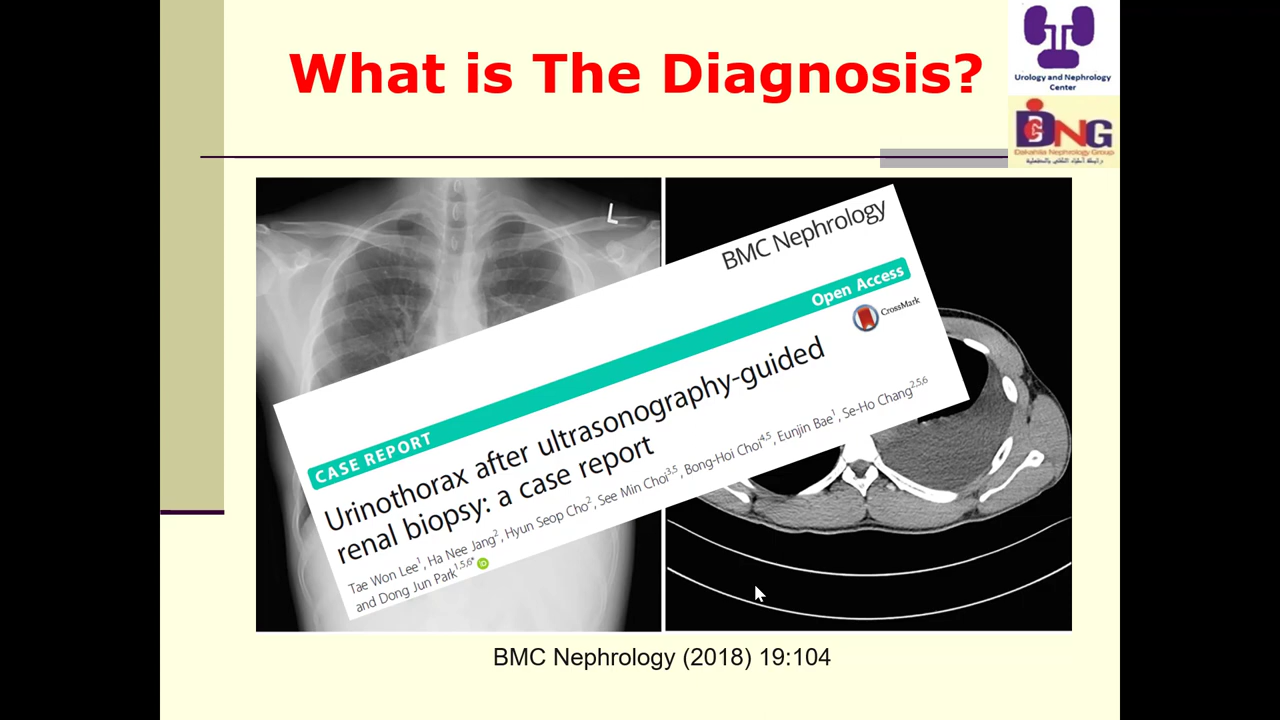 What is The Diagnosis?
Urology and Nephrology
Center
DCNG
Dakahlia Nephrology Group
L
BMC Nephrology
CASE REPORT
Open Access
CrossMark
Urinothorax after ultrasonography-guided
renal biopsy: a case report
Tae Won Lee1, Ha Nee Jang2, Hyun Seop Cho2, See Min Choi3,5, Bong-Hoi Choi4,5, Eunjin Bae1, Se-Ho Chang2,5,6
and Dong Jun Park1,5,6* iD
BMC Nephrology (2018) 19:104